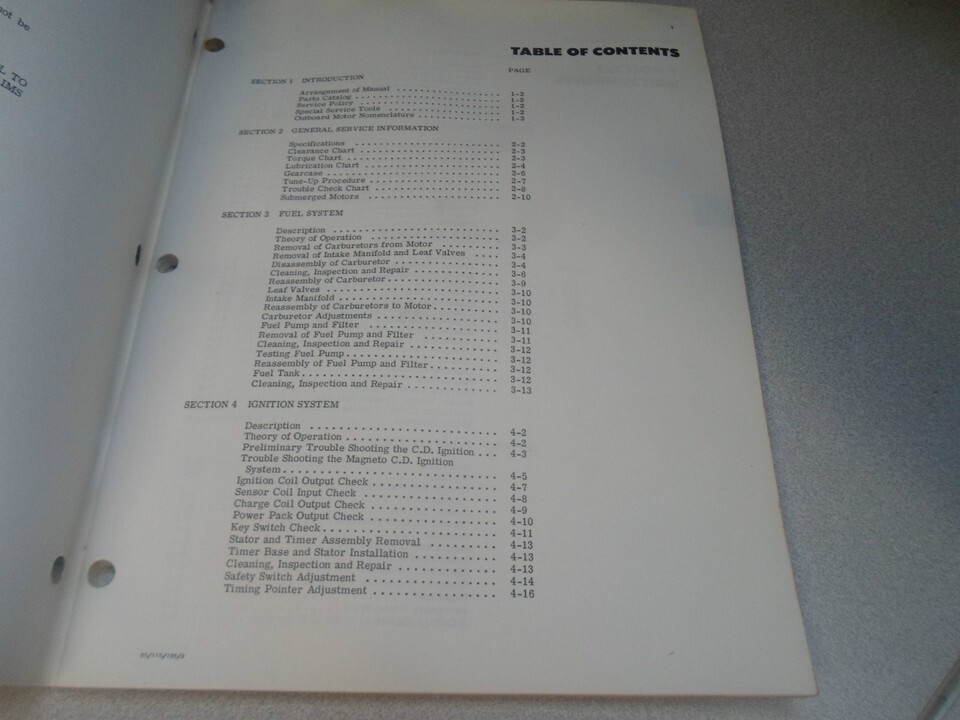 not be
L TO
IMS
1
TABLE OF CONTENTS
PAGE
SECTION 1 INTRODUCTION
Arrangement of Manual . . . . . . . . . . . . . . . 1-2
Parts Catalog . . . . . . . . . . . . . . . . . . . . 1-2
Service Policy . . . . . . . . . . . . . . . . . . . 1-2
Special Service Tools . . . . . . . . . . . . . . . . 1-2
Outboard Motor Nomenclature . . . . . . . . . . . . 1-3
SECTION 2 GENERAL SERVICE INFORMATION
Specifications . . . . . . . . . . . . . . . . . . . . 2-2
Clearance Chart . . . . . . . . . . . . . . . . . . . 2-3
Torque Chart . . . . . . . . . . . . . . . . . . . . . 2-3
Lubrication Chart . . . . . . . . . . . . . . . . . . 2-4
Gearcase . . . . . . . . . . . . . . . . . . . . . . . 2-6
Tune-Up Procedure . . . . . . . . . . . . . . . . . . 2-7
Trouble Check Chart . . . . . . . . . . . . . . . . . 2-8
Submerged Motors . . . . . . . . . . . . . . . . . . 2-10
SECTION 3 FUEL SYSTEM
Description . . . . . . . . . . . . . . . . . . . . . . 3-2
Theory of Operation . . . . . . . . . . . . . . . . . 3-2
Removal of Carburetors from Motor . . . . . . . . 3-3
Removal of Intake Manifold and Leaf Valves . . . . 3-4
Disassembly of Carburetor . . . . . . . . . . . . . . 3-4
Cleaning, Inspection and Repair . . . . . . . . . . . 3-6
Reassembly of Carburetor . . . . . . . . . . . . . . 3-9
Leaf Valves . . . . . . . . . . . . . . . . . . . . . . 3-10
Intake Manifold . . . . . . . . . . . . . . . . . . . . 3-10
Reassembly of Carburetors to Motor . . . . . . . . . 3-10
Carburetor Adjustments . . . . . . . . . . . . . . . 3-10
Fuel Pump and Filter . . . . . . . . . . . . . . . . 3-11
Removal of Fuel Pump and Filter . . . . . . . . . . 3-11
Cleaning, Inspection and Repair . . . . . . . . . . . 3-12
Testing Fuel Pump . . . . . . . . . . . . . . . . . . 3-12
Reassembly of Fuel Pump and Filter . . . . . . . . . 3-12
Fuel Tank . . . . . . . . . . . . . . . . . . . . . . . 3-12
Cleaning, Inspection and Repair . . . . . . . . . . . 3-13
SECTION 4 IGNITION SYSTEM
Description . . . . . . . . . . . . . . . . . . . . . . 4-2
Theory of Operation . . . . . . . . . . . . . . . . . 4-2
Preliminary Trouble Shooting the C.D. Ignition . . . 4-3
Trouble Shooting the Magneto C.D. Ignition
System . . . . . . . . . . . . . . . . . . . . . . . . 4-5
Ignition Coil Output Check . . . . . . . . . . . . . . 4-7
Sensor Coil Input Check . . . . . . . . . . . . . . . 4-8
Charge Coil Output Check . . . . . . . . . . . . . . 4-9
Power Pack Output Check . . . . . . . . . . . . . . 4-10
Key Switch Check . . . . . . . . . . . . . . . . . . . 4-11
Stator and Timer Assembly Removal . . . . . . . . 4-13
Timer Base and Stator Installation . . . . . . . . . 4-13
Cleaning, Inspection and Repair . . . . . . . . . . . 4-13
Safety Switch Adjustment . . . . . . . . . . . . . . . 4-14
Timing Pointer Adjustment . . . . . . . . . . . . . . 4-16